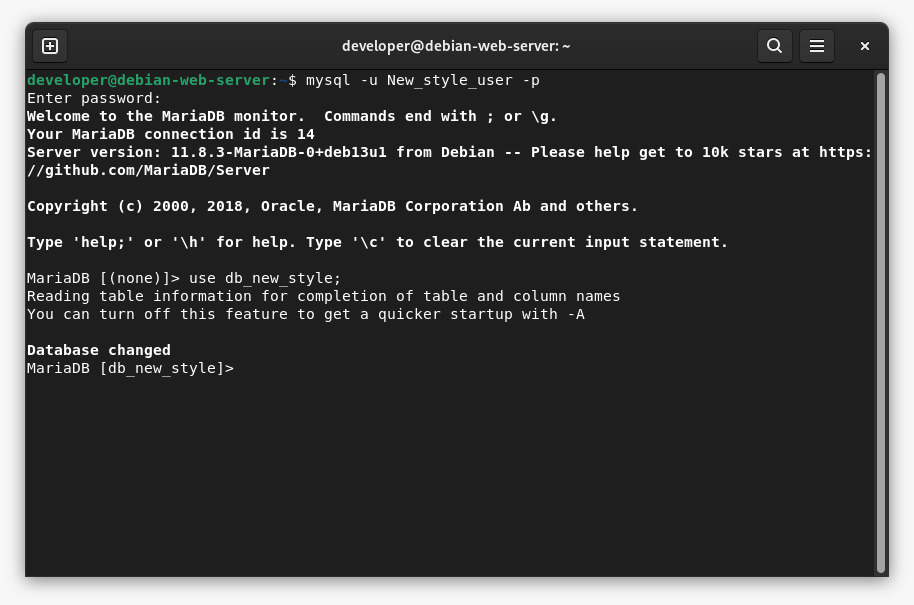 developer@debian-web-server: ~
developer@debian-web-server:~$ mysql -u New_style_user -p
Enter password:
Welcome to the MariaDB monitor.  Commands end with ; or \g.
Your MariaDB connection id is 14
Server version: 11.8.3-MariaDB-0+deb13u1 from Debian -- Please help get to 10k stars at https:
//github.com/MariaDB/Server
Copyright (c) 2000, 2018, Oracle, MariaDB Corporation Ab and others.
Type 'help;' or '\h' for help. Type '\c' to clear the current input statement.
MariaDB [(none)]> use db_new_style;
Reading table information for completion of table and column names
You can turn off this feature to get a quicker startup with -A
Database changed
MariaDB [db_new_style]>